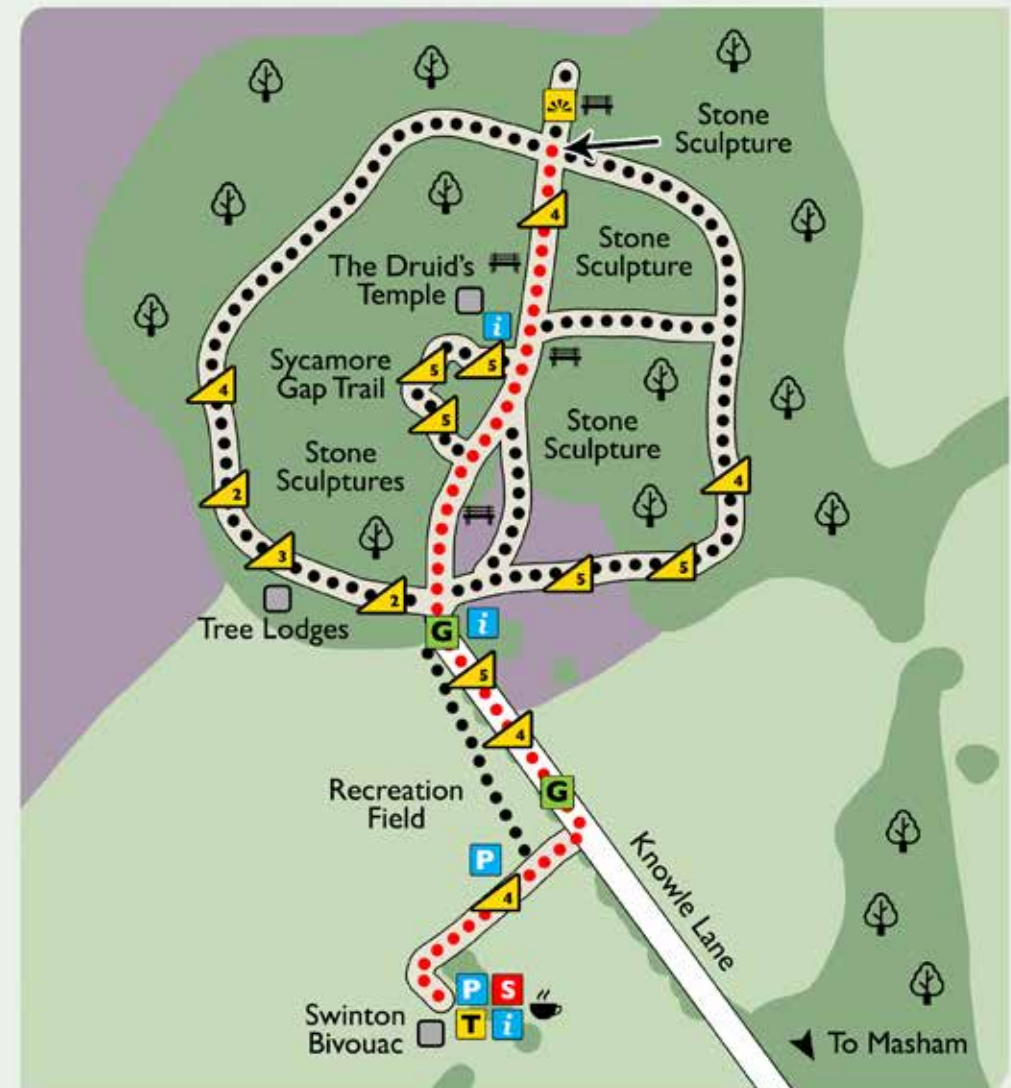 Stone
Sculpture
4
Stone
Sculpture
The Druid's
Temple
i
Sycamore
Gap Trail
5
5
5
4
Stone
Sculpture
Stone
Sculptures
4
2
3
2
5
5
Tree Lodges
G
i
5
4
G
Recreation
Field
P
4
Knowle Lane
P
S
T
i
Swinton
Bivouac
To Masham